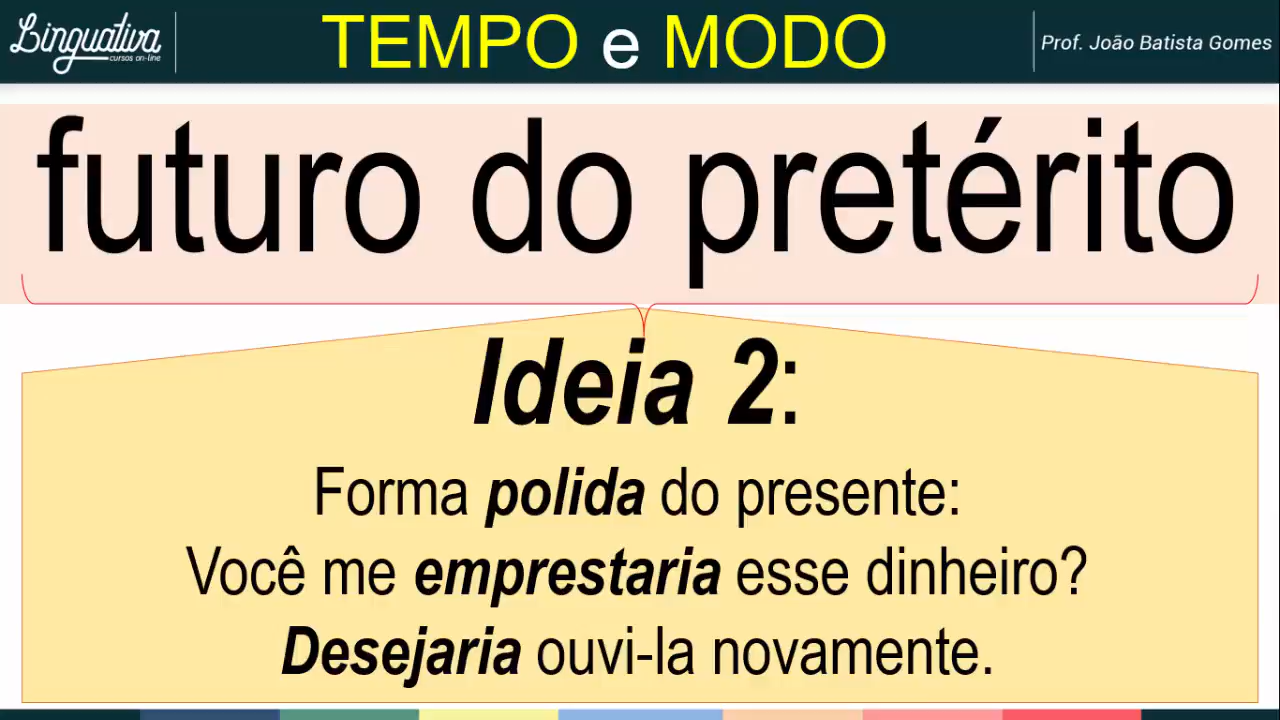 Linguativa
cursos on-line
TEMPO e MODO
Prof. João Batista Gomes
futuro do pretérito
Ideia 2:
Forma polida do presente:
Você me emprestaria esse dinheiro?
Desejaria ouvi-la novamente.